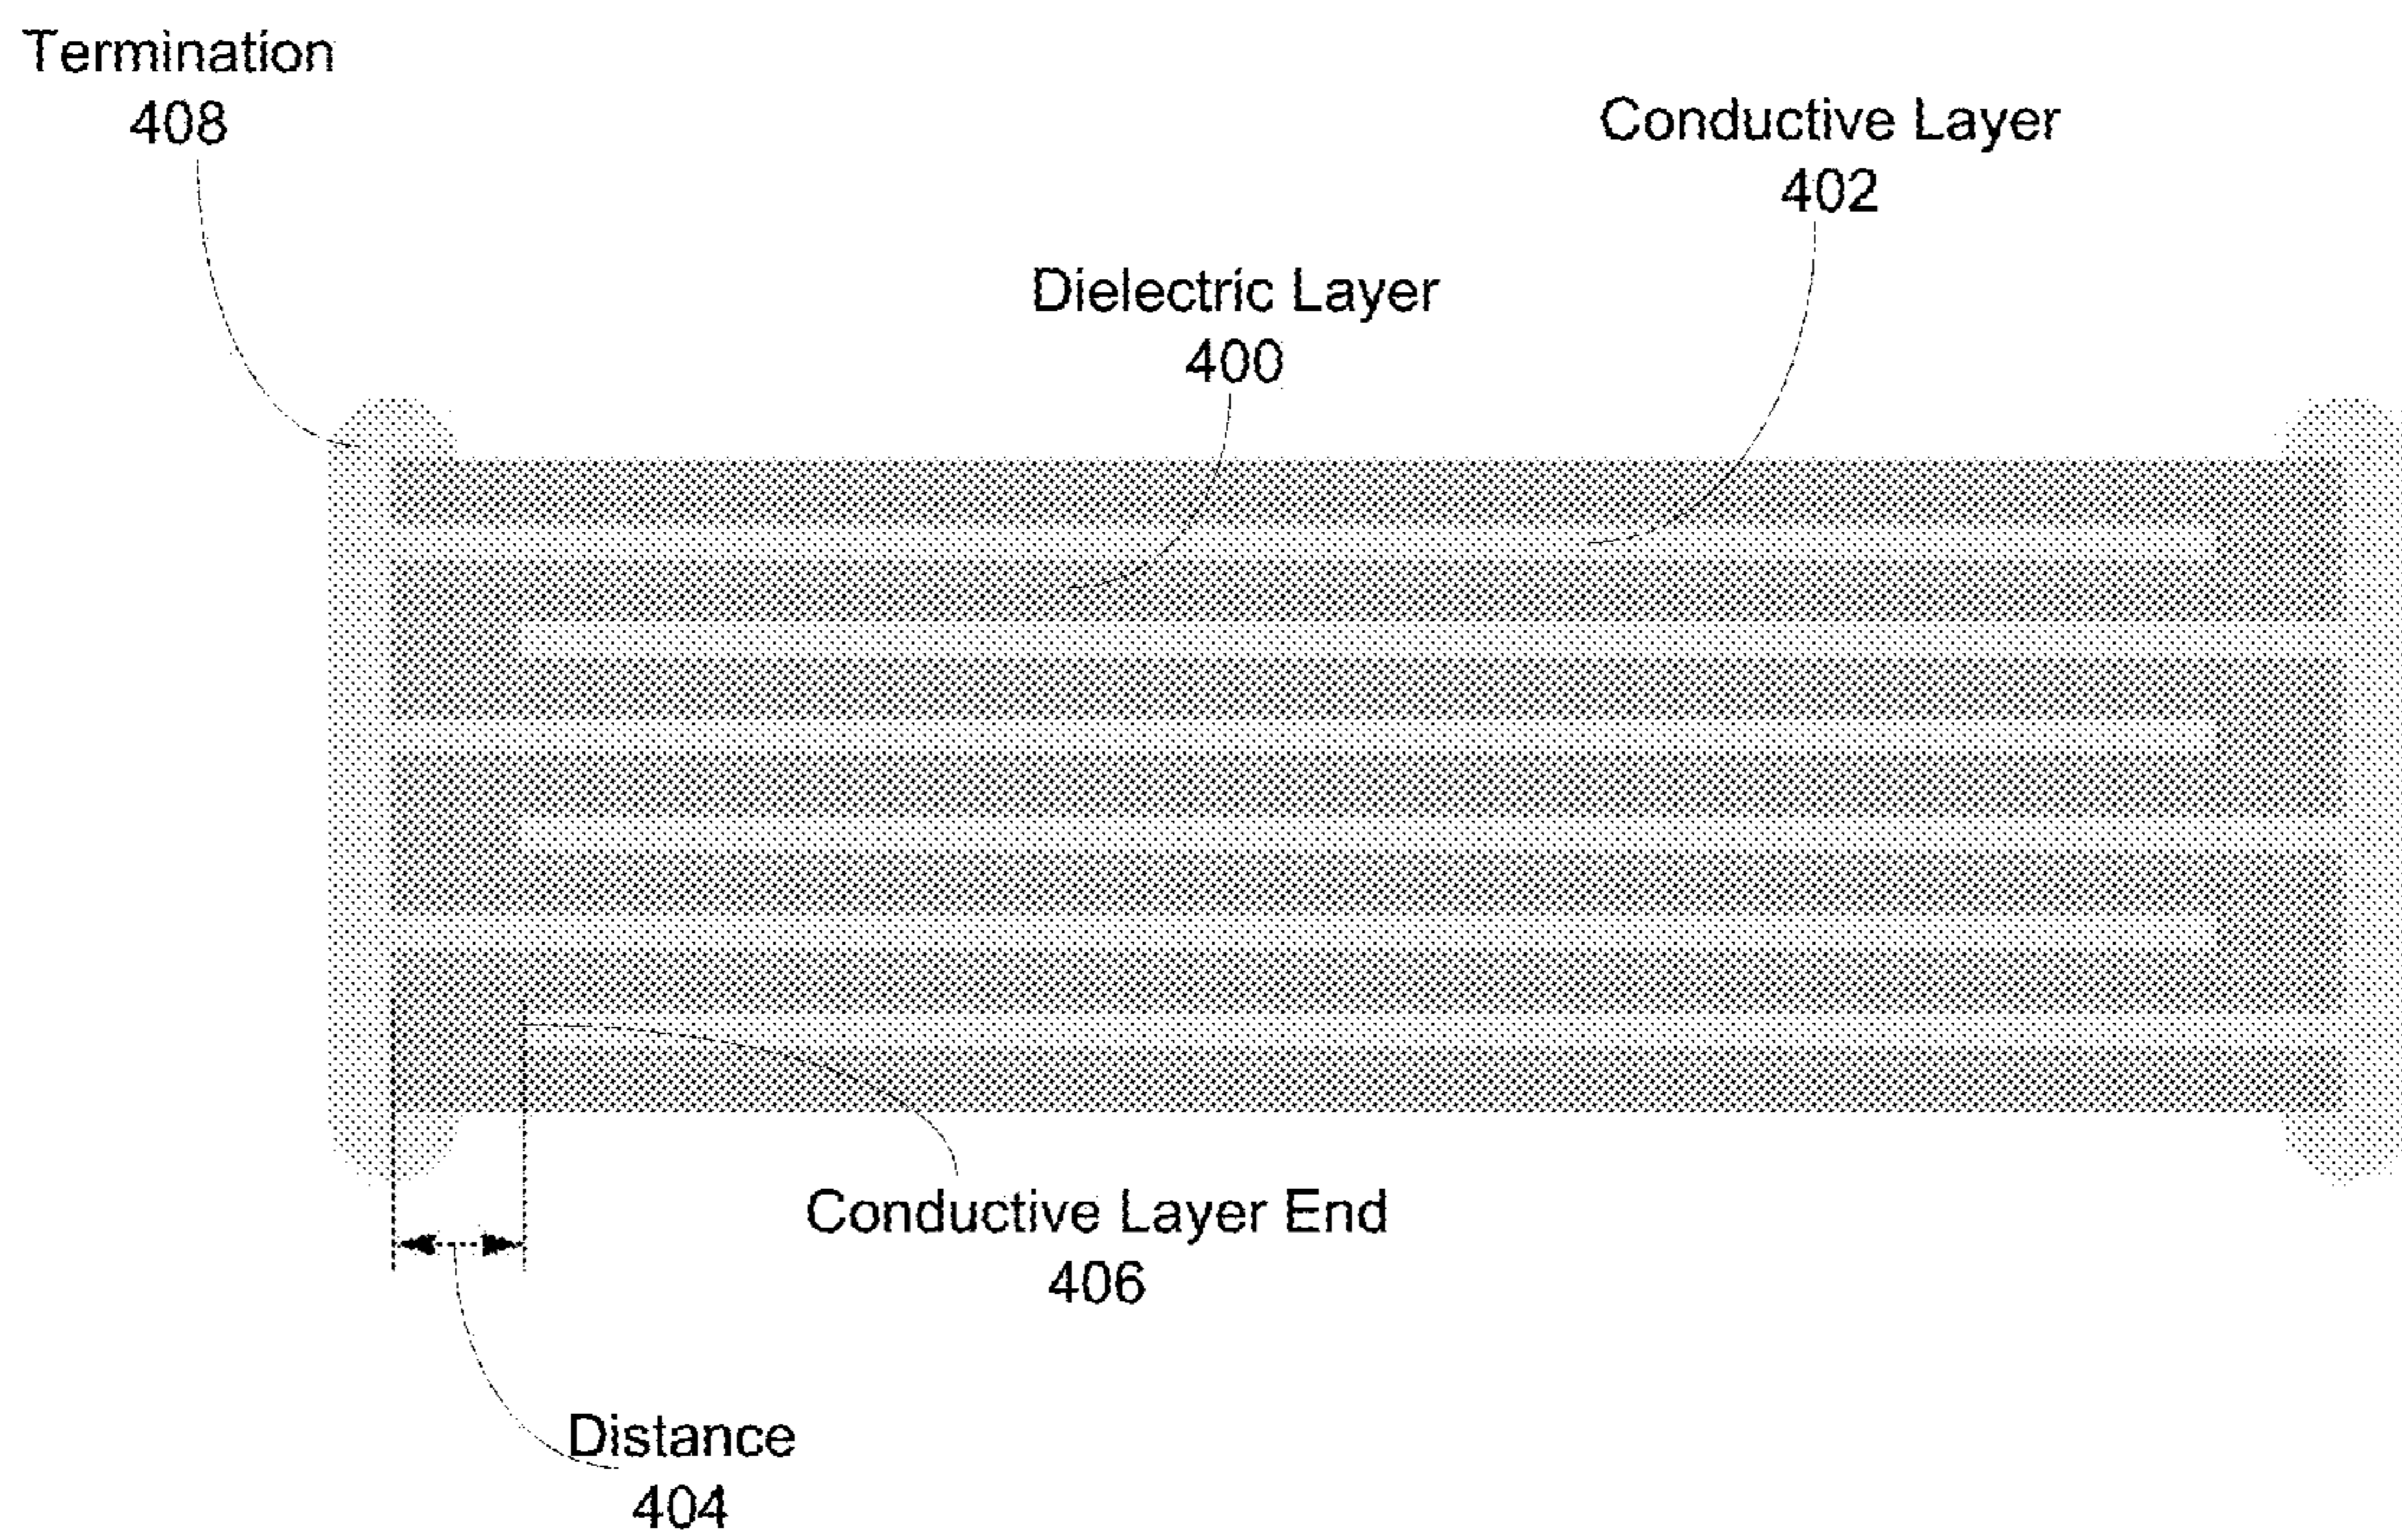 Termination
408
Conductive Layer
402
Dielectric Layer
400
Conductive Layer End
406
Distance
404